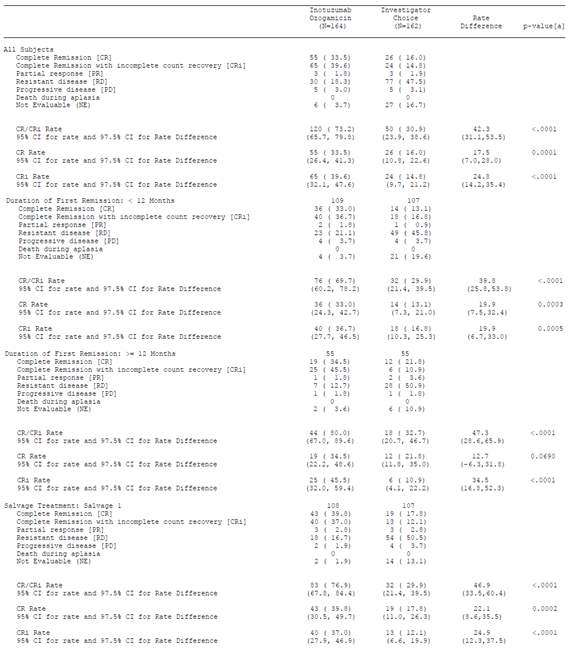 Inotuzumab Investigator
Ozogamicin Choice Rate
(N=164) (N=162) Difference p-value[a]
All Subjects
Complete Remission [CR] 55 ( 33.5) 26 ( 16.0)
Complete Remission with incomplete count recovery [CRi] 65 ( 39.6) 24 ( 14.8)
Partial response [PR] 3 ( 1.8) 3 ( 1.9)
Resistant disease [RD] 30 ( 18.3) 77 ( 47.5)
Progressive disease [PD] 5 ( 3.0) 5 ( 3.1)
Death during aplasia 0 0
Not Evaluable (NE) 6 ( 3.7) 27 ( 16.7)
CR/CRi Rate 120 ( 73.2) 50 ( 30.9) 42.3 <.0001
95% CI for rate and 97.5% CI for Rate Difference (65.7, 79.8) (23.9, 38.6) (31.1,53.5)
CR Rate 55 ( 33.5) 26 ( 16.0) 17.5 0.0001
95% CI for rate and 97.5% CI for Rate Difference (26.4, 41.3) (10.8, 22.6) (7.0,28.0)
CRi Rate 65 ( 39.6) 24 ( 14.8) 24.8 <.0001
95% CI for rate and 97.5% CI for Rate Difference (32.1, 47.6) (9.7, 21.2) (14.2,35.4)
Duration of First Remission: < 12 Months 109 107
Complete Remission [CR] 36 ( 33.0) 14 ( 13.1)
Complete Remission with incomplete count recovery [CRi] 40 ( 36.7) 18 ( 16.8)
Partial response [PR] 2 ( 1.8) 1 ( 0.9)
Resistant disease [RD] 23 ( 21.1) 49 ( 45.8)
Progressive disease [PD] 4 ( 3.7) 4 ( 3.7)
Death during aplasia 0 0
Not Evaluable (NE) 4 ( 3.7) 21 ( 19.6)
CR/CRi Rate 76 ( 69.7) 32 ( 29.9) 39.8 <.0001
95% CI for rate and 97.5% CI for Rate Difference (60.2, 78.2) (21.4, 39.5) (25.8,53.8)
CR Rate 36 ( 33.0) 14 ( 13.1) 19.9 0.0003
95% CI for rate and 97.5% CI for Rate Difference (24.3, 42.7) (7.3, 21.0) (7.5,32.4)
CRi Rate 40 ( 36.7) 18 ( 16.8) 19.9 0.0005
95% CI for rate and 97.5% CI for Rate Difference (27.7, 46.5) (10.3, 25.3) (6.7,33.0)
Duration of First Remission: >= 12 Months 55 55
Complete Remission [CR] 19 ( 34.5) 12 ( 21.8)
Complete Remission with incomplete count recovery [CRi] 25 ( 45.5) 6 ( 10.9)
Partial response [PR] 1 ( 1.8) 2 ( 3.6)
Resistant disease [RD] 7 ( 12.7) 28 ( 50.9)
Progressive disease [PD] 1 ( 1.8) 1 ( 1.8)
Death during aplasia 0 0
Not Evaluable (NE) 2 ( 3.6) 6 ( 10.9)
CR/CRi Rate 44 ( 80.0) 18 ( 32.7) 47.3 <.0001
95% CI for rate and 97.5% CI for Rate Difference (67.0, 89.6) (20.7, 46.7) (28.6,65.9)
CR Rate 19 ( 34.5) 12 ( 21.8) 12.7 0.0690
95% CI for rate and 97.5% CI for Rate Difference (22.2, 48.6) (11.8, 35.0) (-6.3,31.8)
CRi Rate 25 ( 45.5) 6 ( 10.9) 34.5 <.0001
95% CI for rate and 97.5% CI for Rate Difference (32.0, 59.4) (4.1, 22.2) (16.8,52.3)
Salvage Treatment: Salvage 1 108 107
Complete Remission [CR] 43 ( 39.8) 19 ( 17.8)
Complete Remission with incomplete count recovery [CRi] 40 ( 37.0) 13 ( 12.1)
Partial response [PR] 3 ( 2.8) 3 ( 2.8)
Resistant disease [RD] 18 ( 16.7) 54 ( 50.5)
Progressive disease [PD] 2 ( 1.9) 4 ( 3.7)
Death during aplasia 0 0
Not Evaluable (NE) 2 ( 1.9) 14 ( 13.1)
CR/CRi Rate 83 ( 76.9) 32 ( 29.9) 46.9 <.0001
95% CI for rate and 97.5% CI for Rate Difference (67.8, 84.4) (21.4, 39.5) (33.5,60.4)
CR Rate 43 ( 39.8) 19 ( 17.8) 22.1 0.0002
95% CI for rate and 97.5% CI for Rate Difference (30.5, 49.7) (11.0, 26.3) (8.6,35.5)
CRi Rate 40 ( 37.0) 13 ( 12.1) 24.9 <.0001
95% CI for rate and 97.5% CI for Rate Difference (27.9, 46.9) (6.6, 19.9) (12.3,37.5)